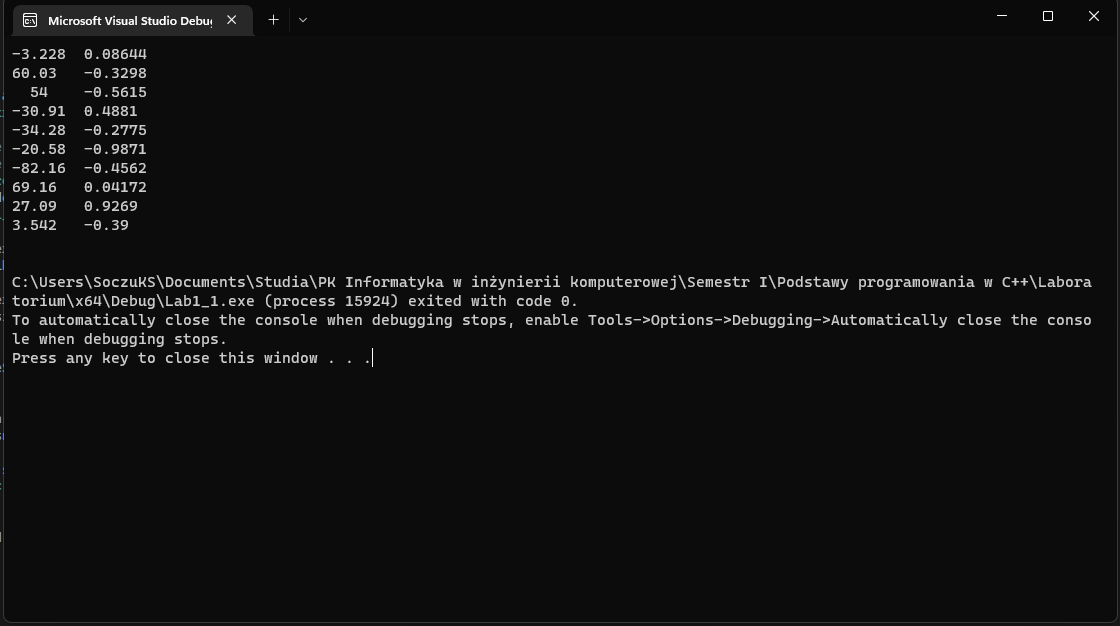 Microsoft Visual Studio Debu
-3.228  0.08644
60.03   -0.3298
  54    -0.5615
-30.91  0.4881
-34.28  -0.2775
-20.58  -0.9871
-82.16  -0.4562
69.16   0.04172
27.09   0.9269
3.542   -0.39
C:\Users\SoczuKS\Documents\Studia\PK Informatyka w inżynierii komputerowej\Semestr I\Podstawy programowania w C++\Labora
torium\x64\Debug\Lab1_1.exe (process 15924) exited with code 0.
To automatically close the console when debugging stops, enable Tools->Options->Debugging->Automatically close the conso
le when debugging stops.
Press any key to close this window . . .